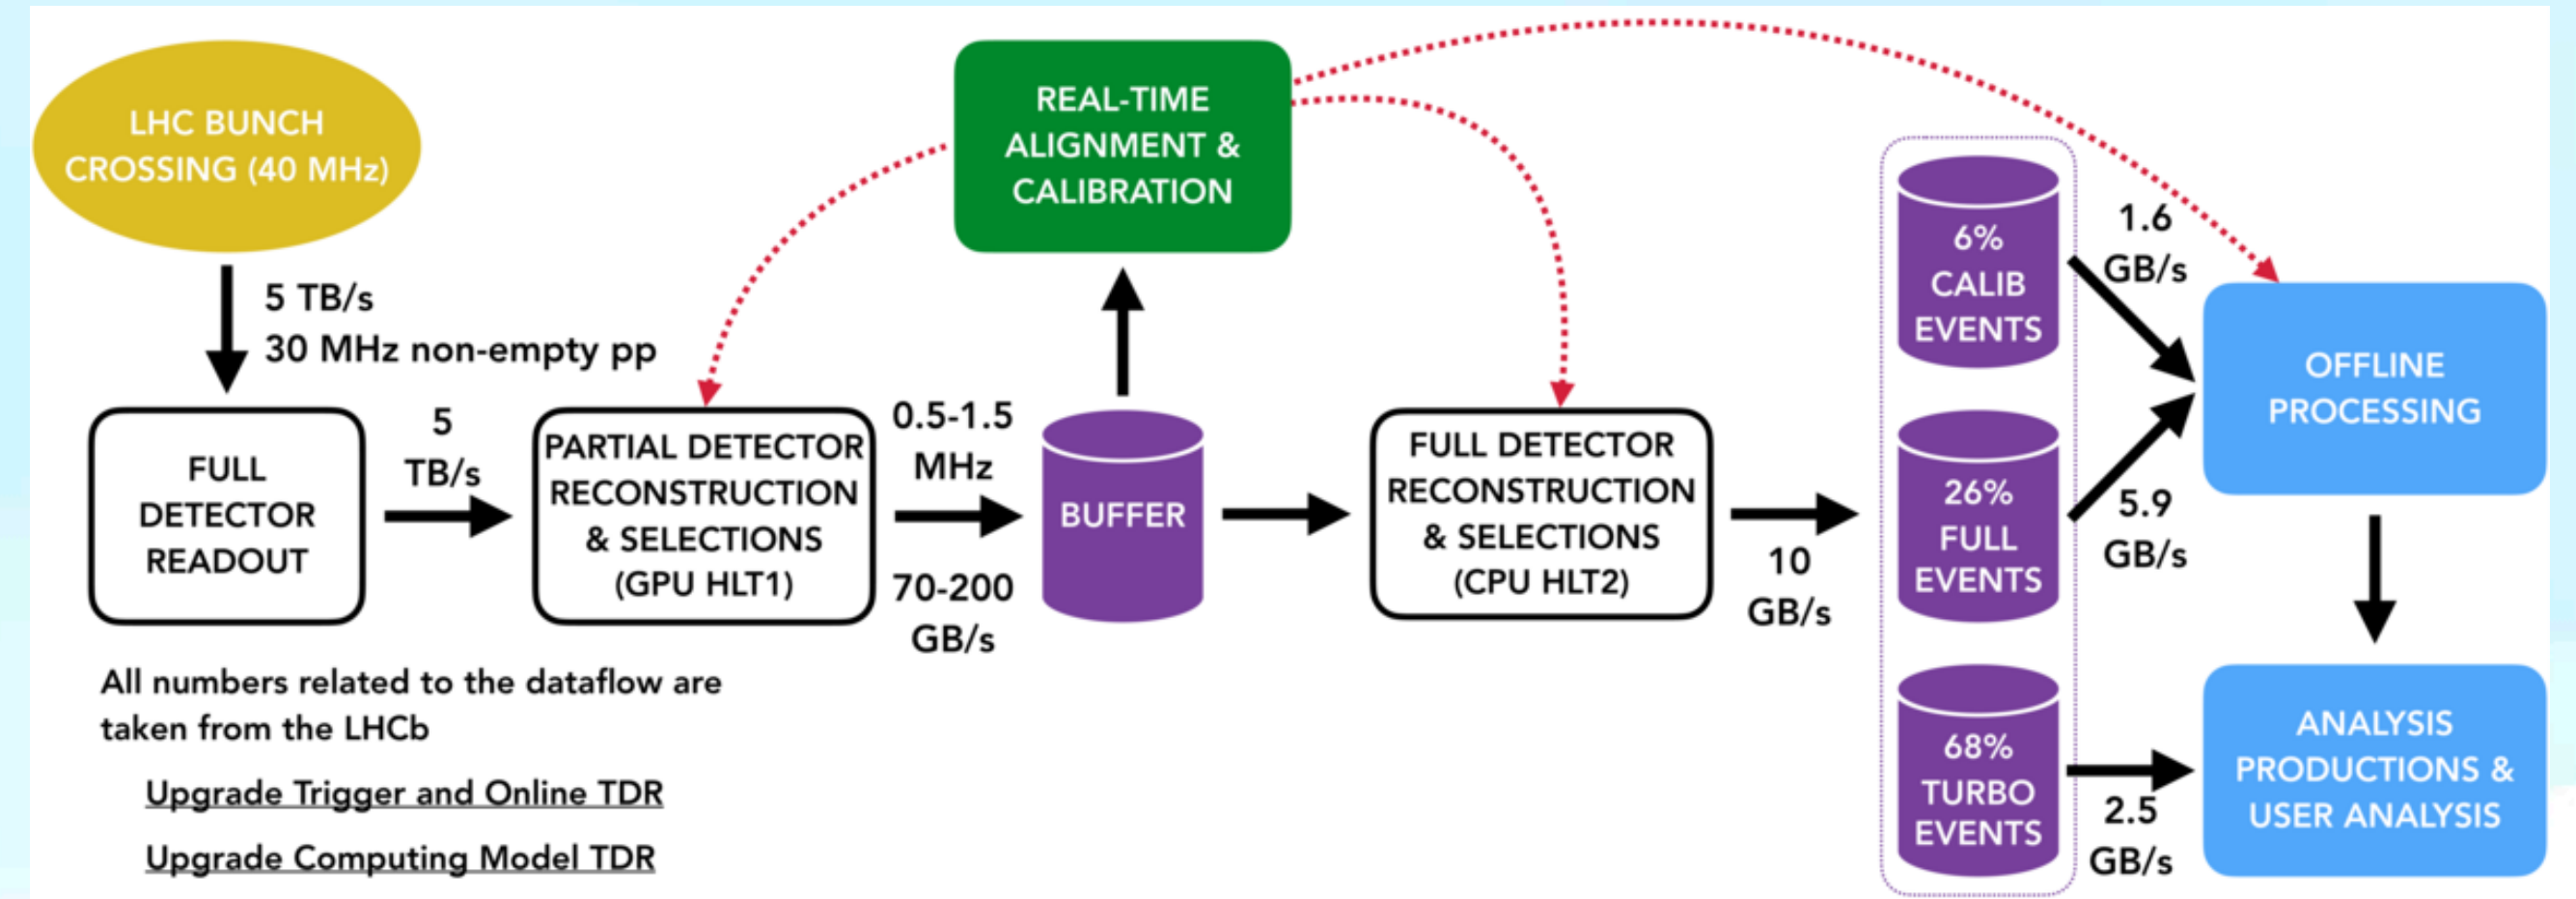 LHC BUNCH
CROSSING (40 MHz)
5 TB/s
30 MHz non-empty pp
FULL
DETECTOR
READOUT
5
TB/s
PARTIAL DETECTOR
RECONSTRUCTION
& SELECTIONS
(GPU HLT1)
0.5-1.5
MHz
70-200
GB/s
BUFFER
REAL-TIME
ALIGNMENT &
CALIBRATION
FULL DETECTOR
RECONSTRUCTION
& SELECTIONS
(CPU HLT2)
10
GB/s
6%
CALIB
EVENTS
26%
FULL
EVENTS
68%
TURBO
EVENTS
1.6
GB/s
5.9
GB/s
2.5
GB/s
OFFLINE
PROCESSING
ANALYSIS
PRODUCTIONS &
USER ANALYSIS
All numbers related to the dataflow are
taken from the LHCb
Upgrade Trigger and Online TDR
Upgrade Computing Model TDR